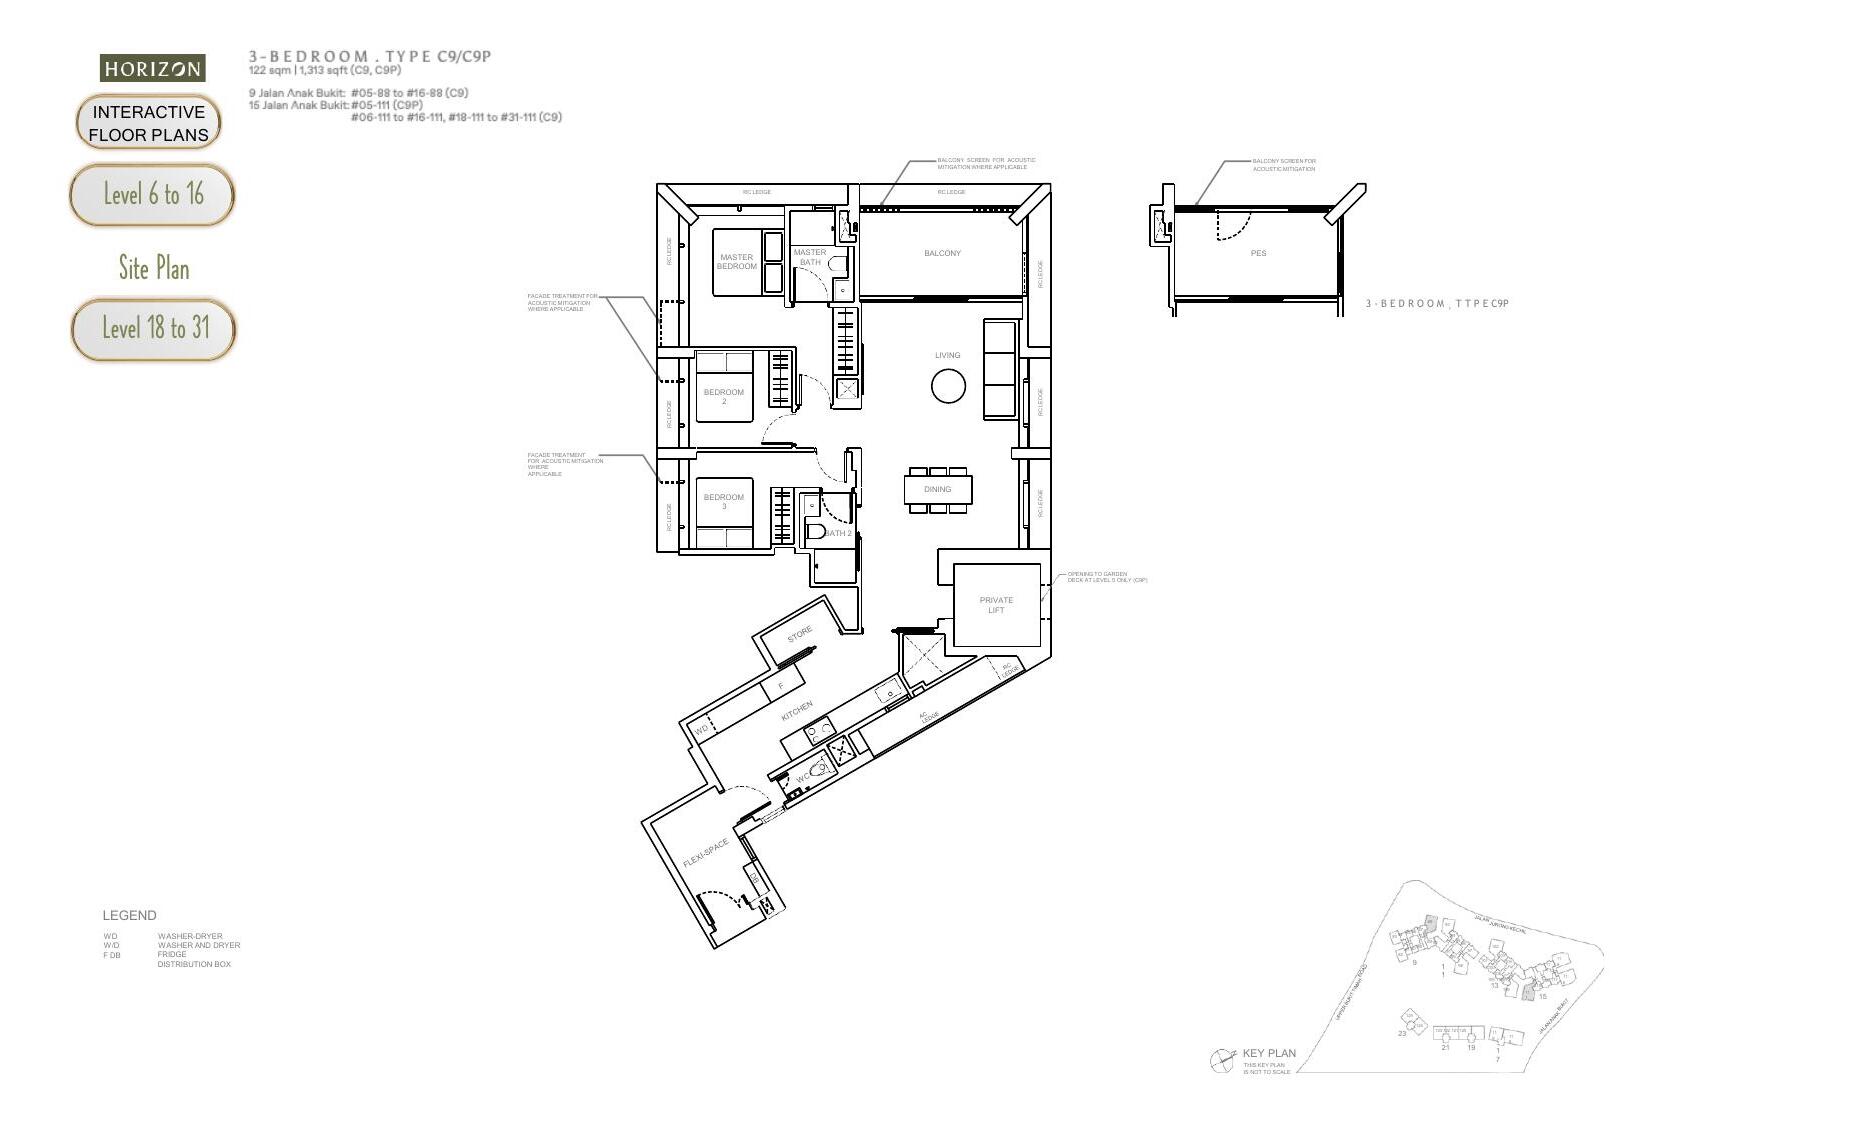 HORIZON
INTERACTIVE
FLOOR PLANS
Level 6 to 16
Site Plan
Level 18 to 31
3-BEDROOM . TYPE C9/C9P
122 sqm | 1,313 sqft (C9, C9P)
9 Jalan Anak Bukit: #05-88 to #16-88 (C9)
15 Jalan Anak Bukit: #05-111 (C9P)
#06-111 to #16-111, #18-111 to #31-111 (C9)
BALCONY SCREEN FOR ACOUSTIC
MITIGATION WHERE APPLICABLE
RC LEDGE
RC LEDGE
RC LEDGE
MASTER
BEDROOM
MASTER
BATH
BALCONY
RC LEDGE
FACADE TREATMENT FOR
ACOUSTIC MITIGATION
WHERE APPLICABLE
LIVING
BEDROOM
2
RC LEDGE
RC LEDGE
FACADE TREATMENT
FOR ACOUSTIC MITIGATION
WHERE
APPLICABLE
DINING
BEDROOM
3
RC LEDGE
RC LEDGE
BATH 2
OPENING TO GARDEN
DECK AT LEVEL 5 ONLY (C9P)
PRIVATE
LIFT
STORE
RC
LEDGE
F
KITCHEN
AC
LEDGE
WD
WC
FLEXI-SPACE
DB
BALCONY SCREEN FOR
ACOUSTIC MITIGATION
PES
3-BEDROOM, TTPEC9P
LEGEND
WD WASHER-DRYER
W/D WASHER AND DRYER
F DB FRIDGE
DISTRIBUTION BOX
JALAN JURONG KECHIL
UPPER BUKIT TIMAH ROAD
JALAN ANAK BUKIT
9
1
1
13
15
23
21
19
1
7
KEY PLAN
THIS KEY PLAN
IS NOT TO SCALE